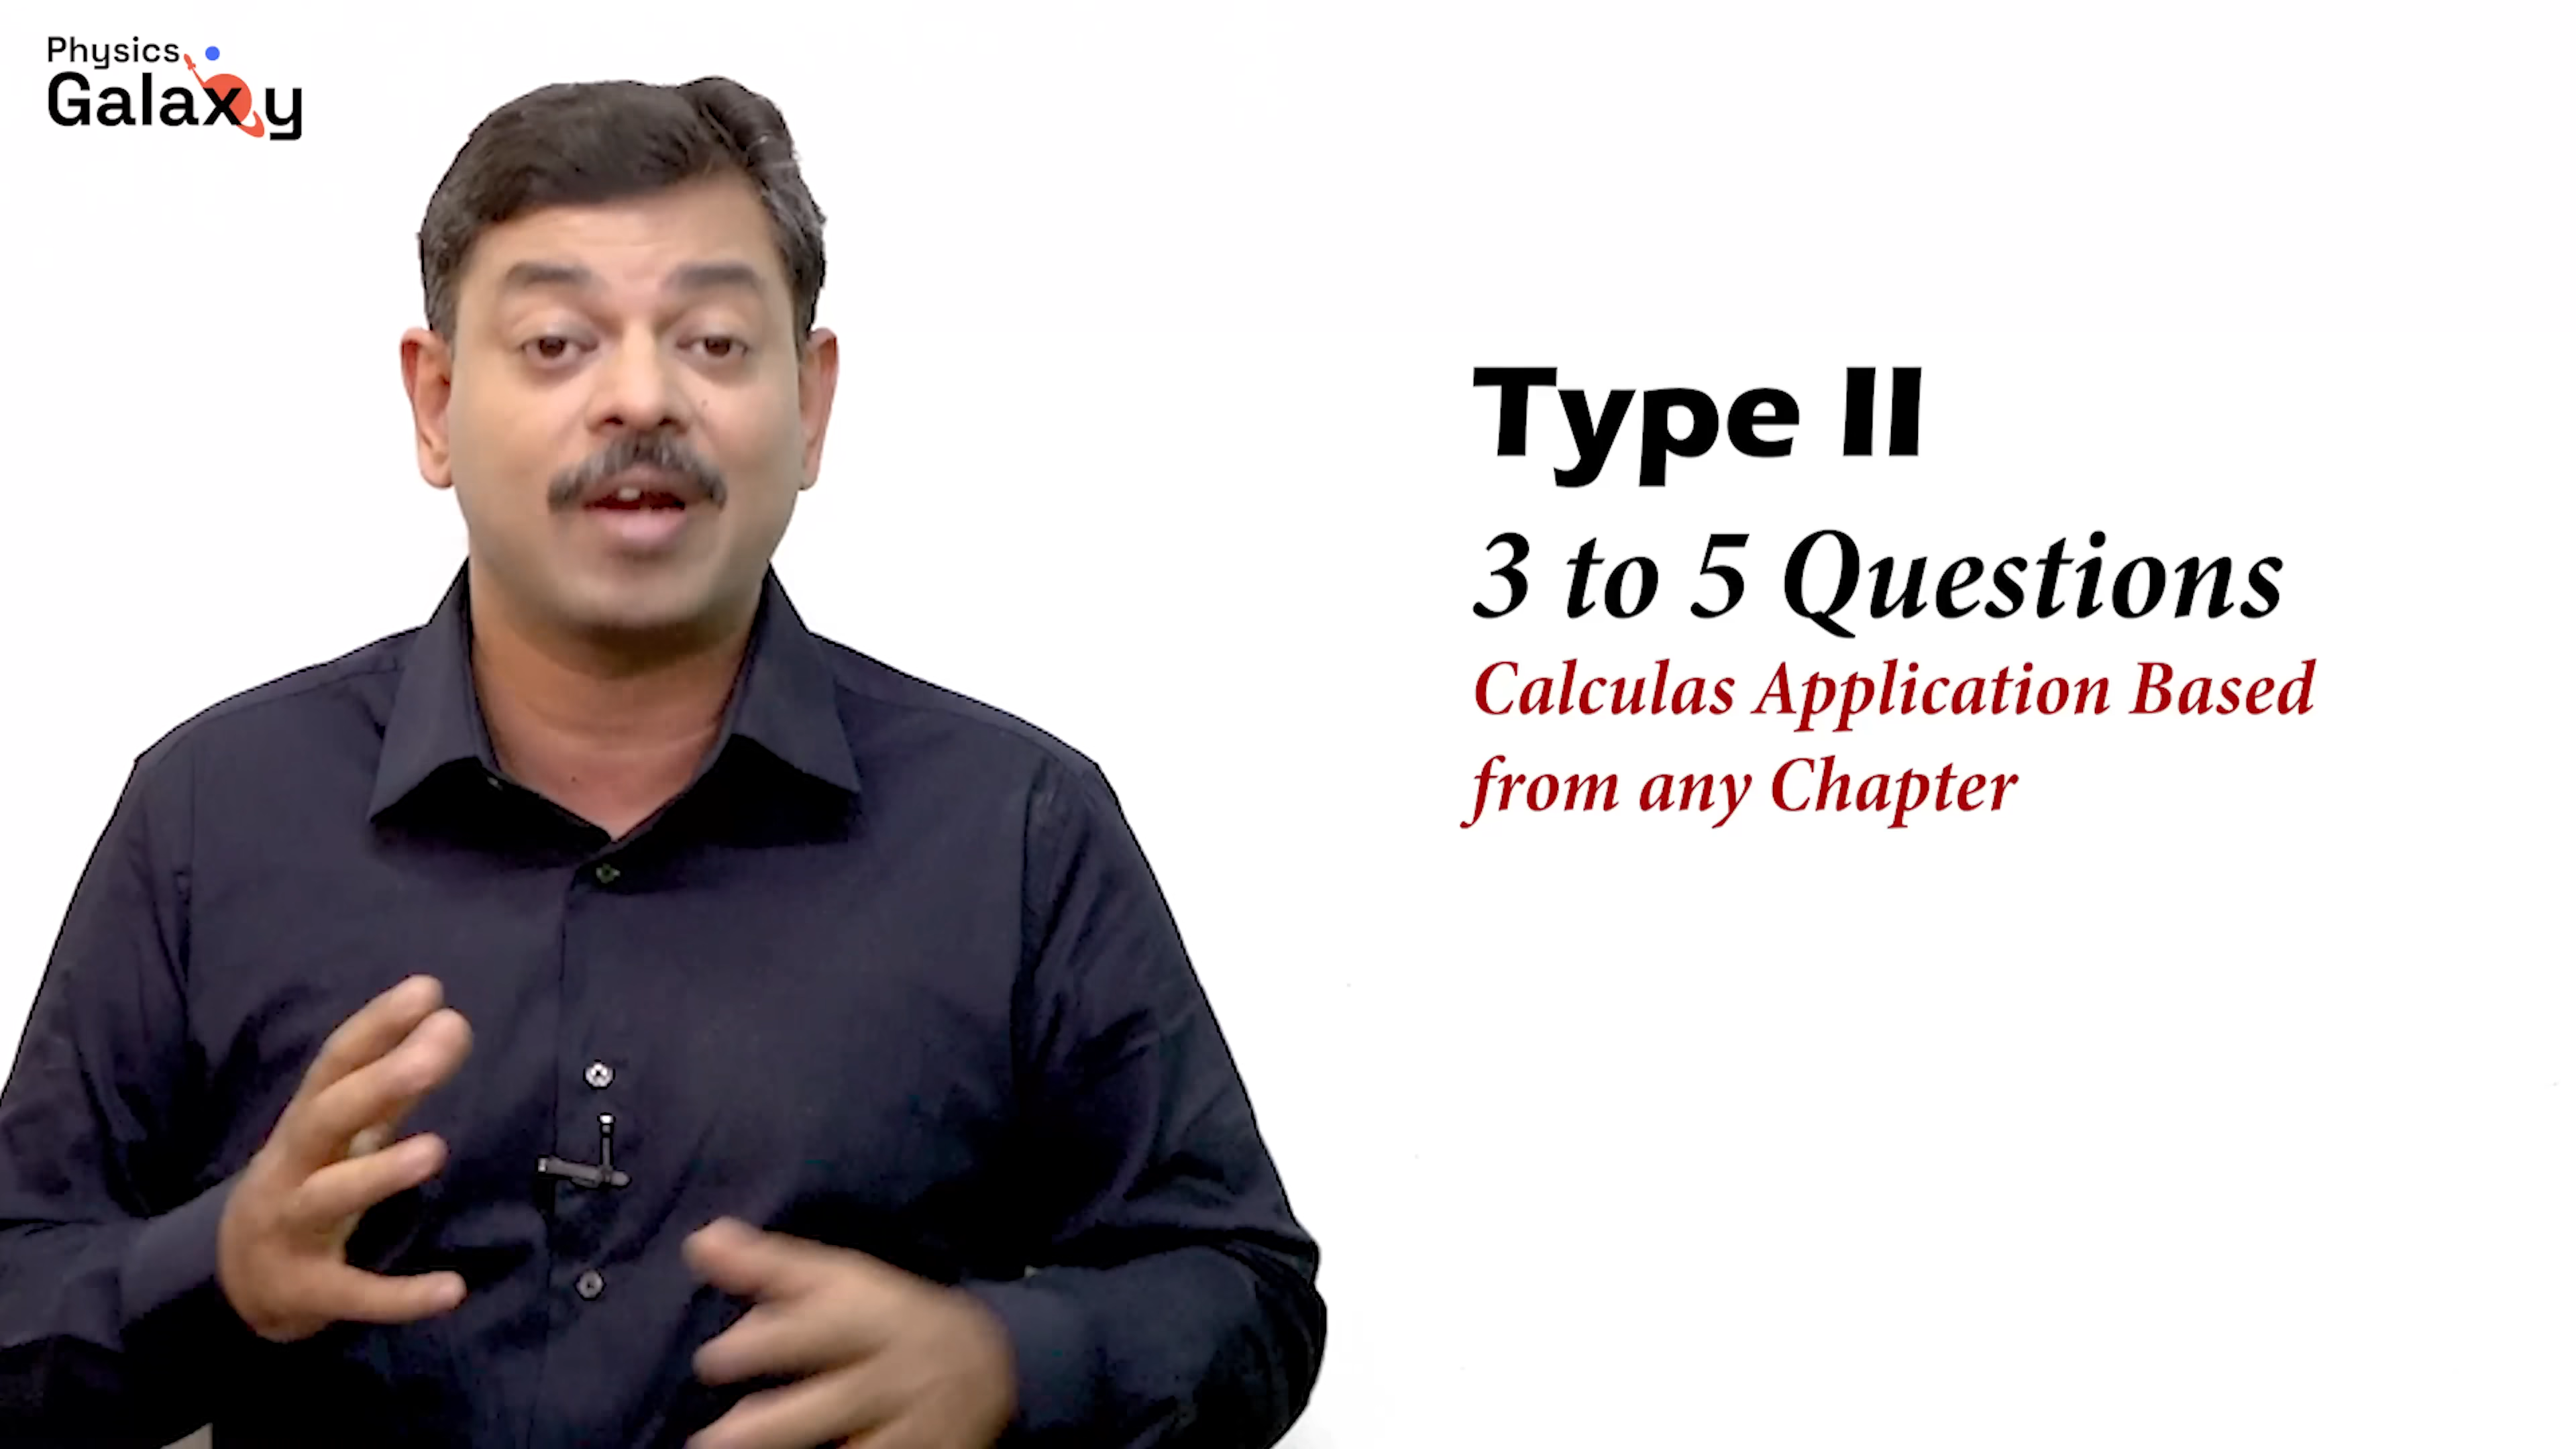 Physics
Galaxy
Type II
3 to 5 Questions
Calculas Application Based
from any Chapter